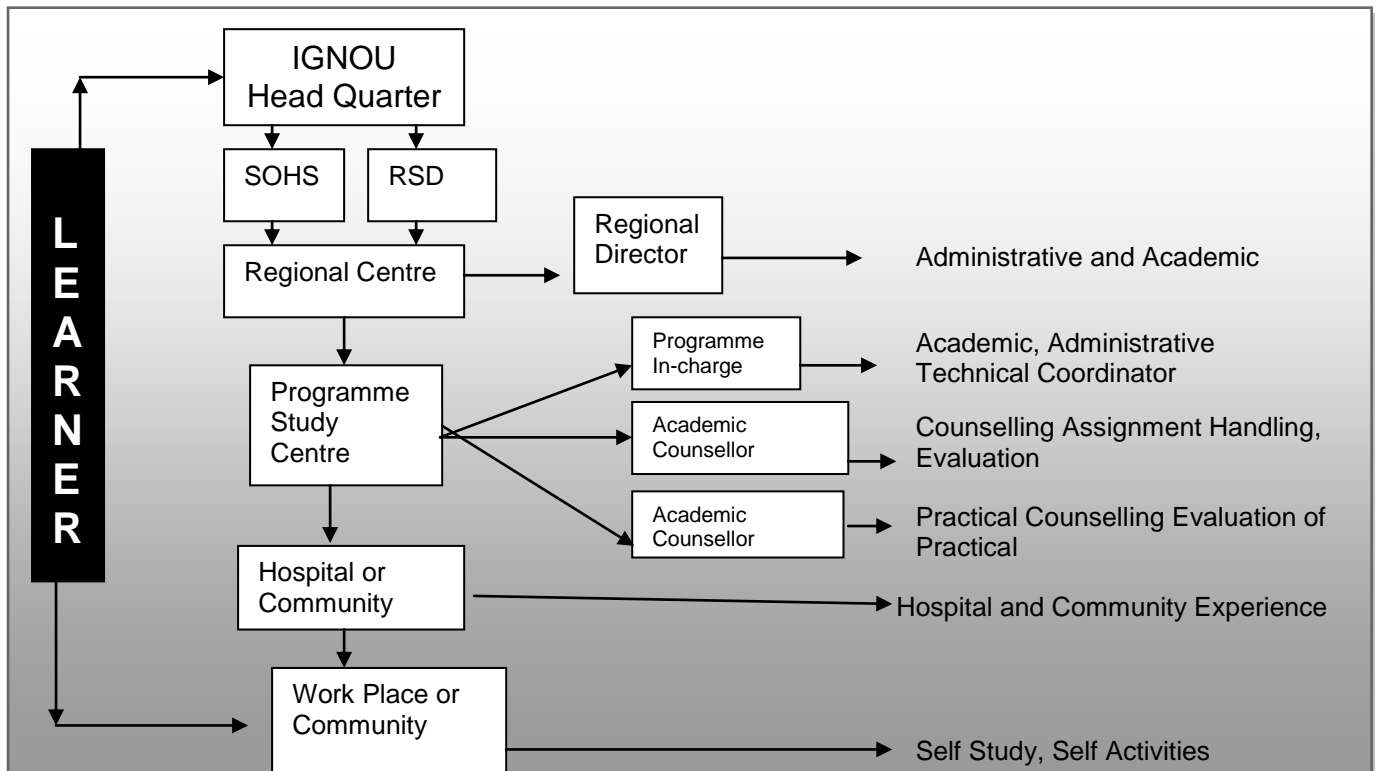 LEARNER
IGNOU
Head Quarter
SOHS
RSD
Regional Centre
Regional
Director
Administrative and Academic
Programme
Study
Centre
Programme
In-charge
Academic, Administrative
Technical Coordinator
Academic
Counsellor
Counselling Assignment Handling,
Evaluation
Academic
Counsellor
Practical Counselling Evaluation of
Practical
Hospital or
Community
Hospital and Community Experience
Work Place or
Community
Self Study, Self Activities